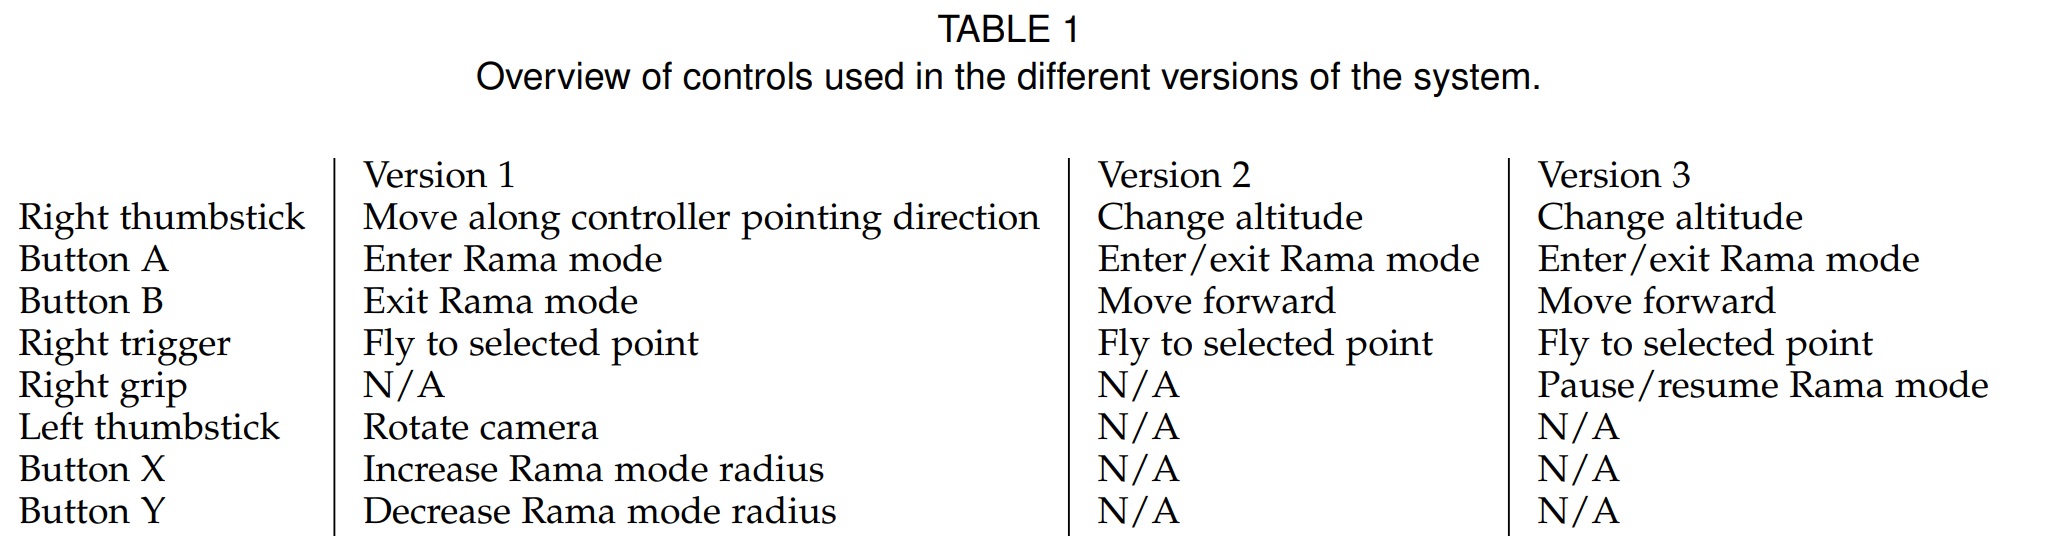 TABLE 1
Overview of controls used in the different versions of the system.
Version 1 Version 2 Version 3
Right thumbstick Move along controller pointing direction Change altitude Change altitude
Button A Enter Rama mode Enter/exit Rama mode Enter/exit Rama mode
Button B Exit Rama mode Move forward Move forward
Right trigger Fly to selected point Fly to selected point Fly to selected point
Right grip N/A N/A Pause/resume Rama mode
Left thumbstick Rotate camera N/A N/A
Button X Increase Rama mode radius N/A N/A
Button Y Decrease Rama mode radius N/A N/A